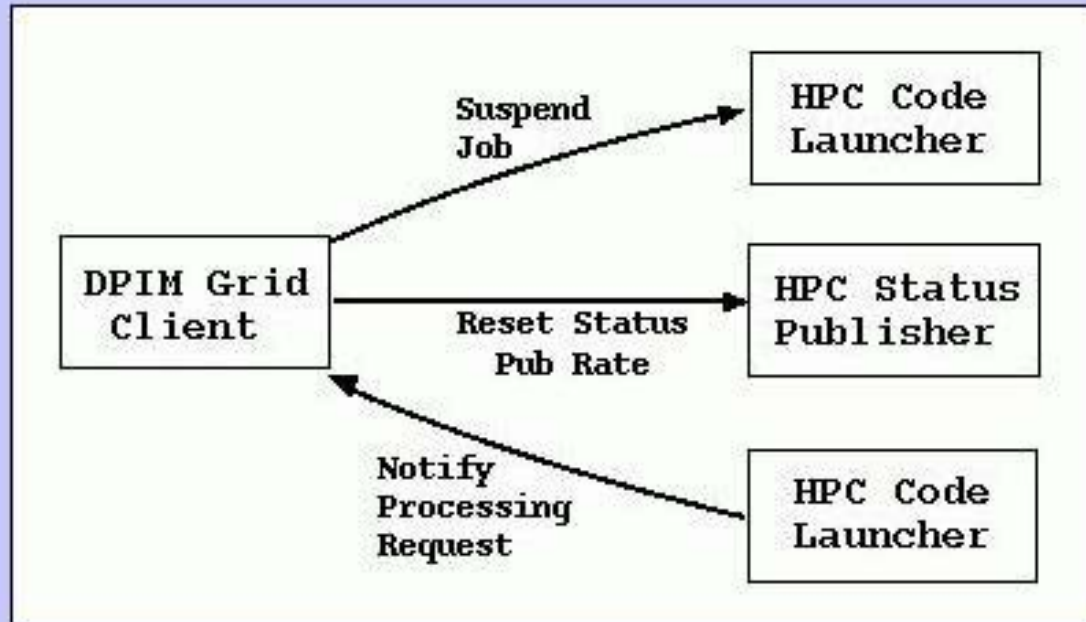 Suspend
Job
HPC Code
Launcher
DPIM Grid
Client
Reset Status
Pub Rate
HPC Status
Publisher
Notify
Processing
Request
HPC Code
Launcher